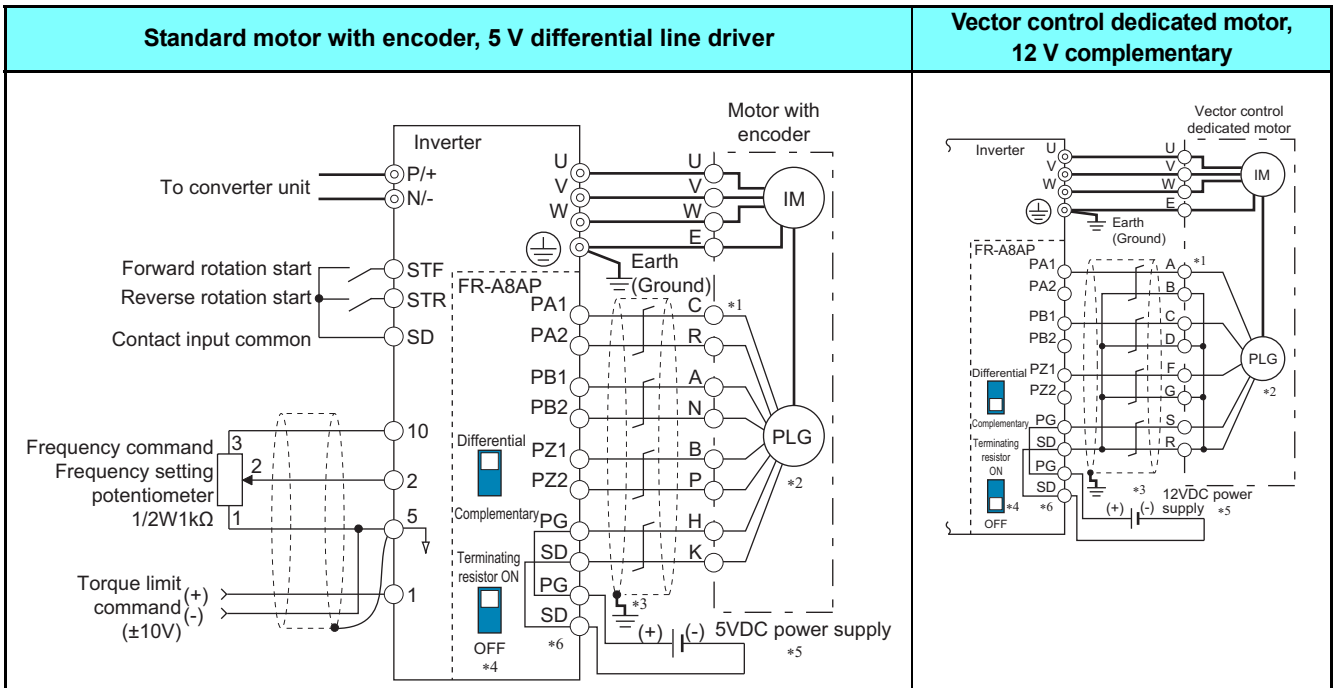 Standard motor with encoder, 5 V differential line driver
Vector control dedicated motor,
12 V complementary
Motor with
encoder
Inverter
To converter unit
P/+
N/-
U
V
W
U
V
W
E
IM
Earth
(Ground)
Forward rotation start
Reverse rotation start
Contact input common
STF
STR
SD
FR-A8AP
PA1
PA2
PB1
PB2
PZ1
PZ2
PG
SD
PG
SD
C
R
A
N
B
P
H
K
*1
PLG
*2
Differential
Complementary
Terminating
resistor ON
OFF
*4
*6
*3
(+)
(-)
5VDC power supply
*5
Frequency command
Frequency setting
potentiometer
1/2W1kΩ
3
2
1
10
2
5
1
Torque limit
command
(±10V)
(+)
(-)
Vector control
dedicated motor
Inverter
U
V
W
U
V
W
E
IM
Earth
(Ground)
FR-A8AP
PA1
PA2
PB1
PB2
PZ1
PZ2
PG
SD
PG
SD
A
B
C
D
F
G
S
R
*1
PLG
*2
Differential
Complementary
Terminating
resistor
ON
*4
OFF
*6
*3
(+)
(-)
12VDC power
supply
*5